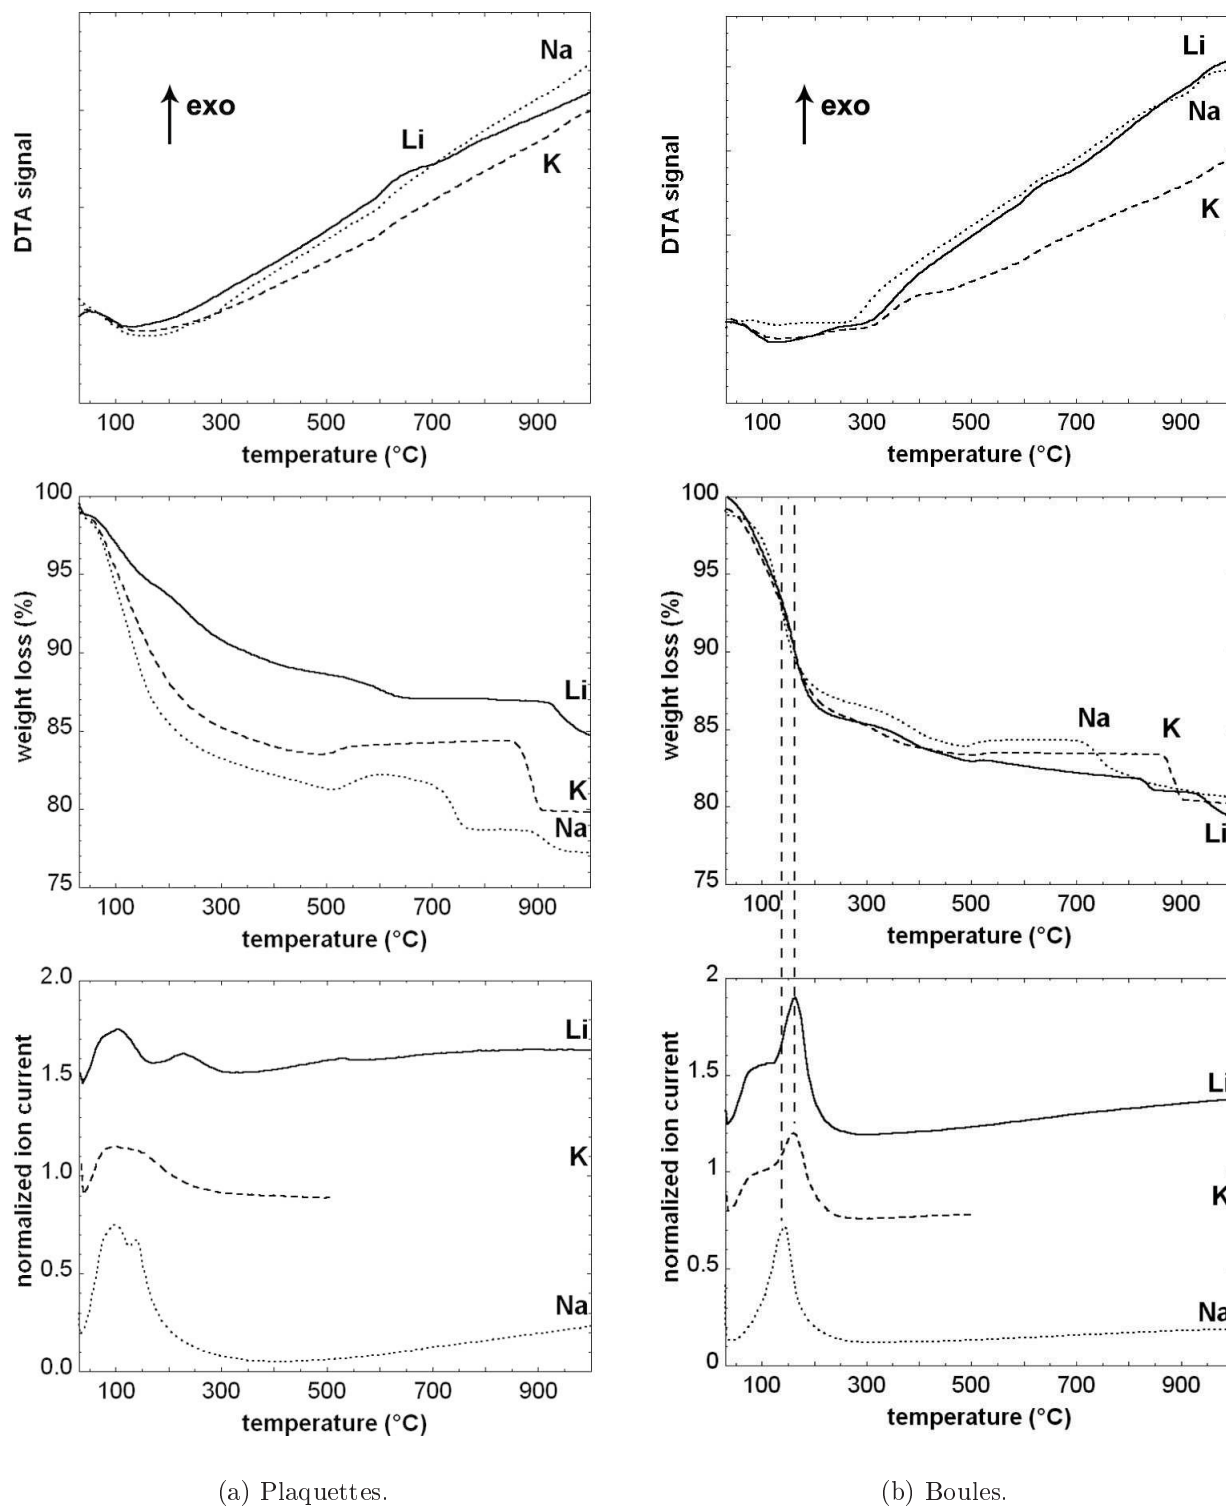 Na
exo
Li
K
DTA signal
100 300 500 700 900
temperature (°C)
Li
exo
Na
K
DTA signal
100 300 500 700 900
temperature (°C)
100
95
90
85
80
75
weight loss (%)
Li
K
Na
100 300 500 700 900
temperature (°C)
100
95
90
85
80
75
weight loss (%)
Na
K
Li
100 300 500 700 900
temperature (°C)
2.0
1.5
1.0
0.5
0.0
normalized ion current
Li
K
Na
100 300 500 700 900
temperature (°C)
2
1.5
1
0.5
0
normalized ion current
Li
K
Na
100 300 500 700 900
temperature (°C)
(a) Plaquettes.
(b) Boules.